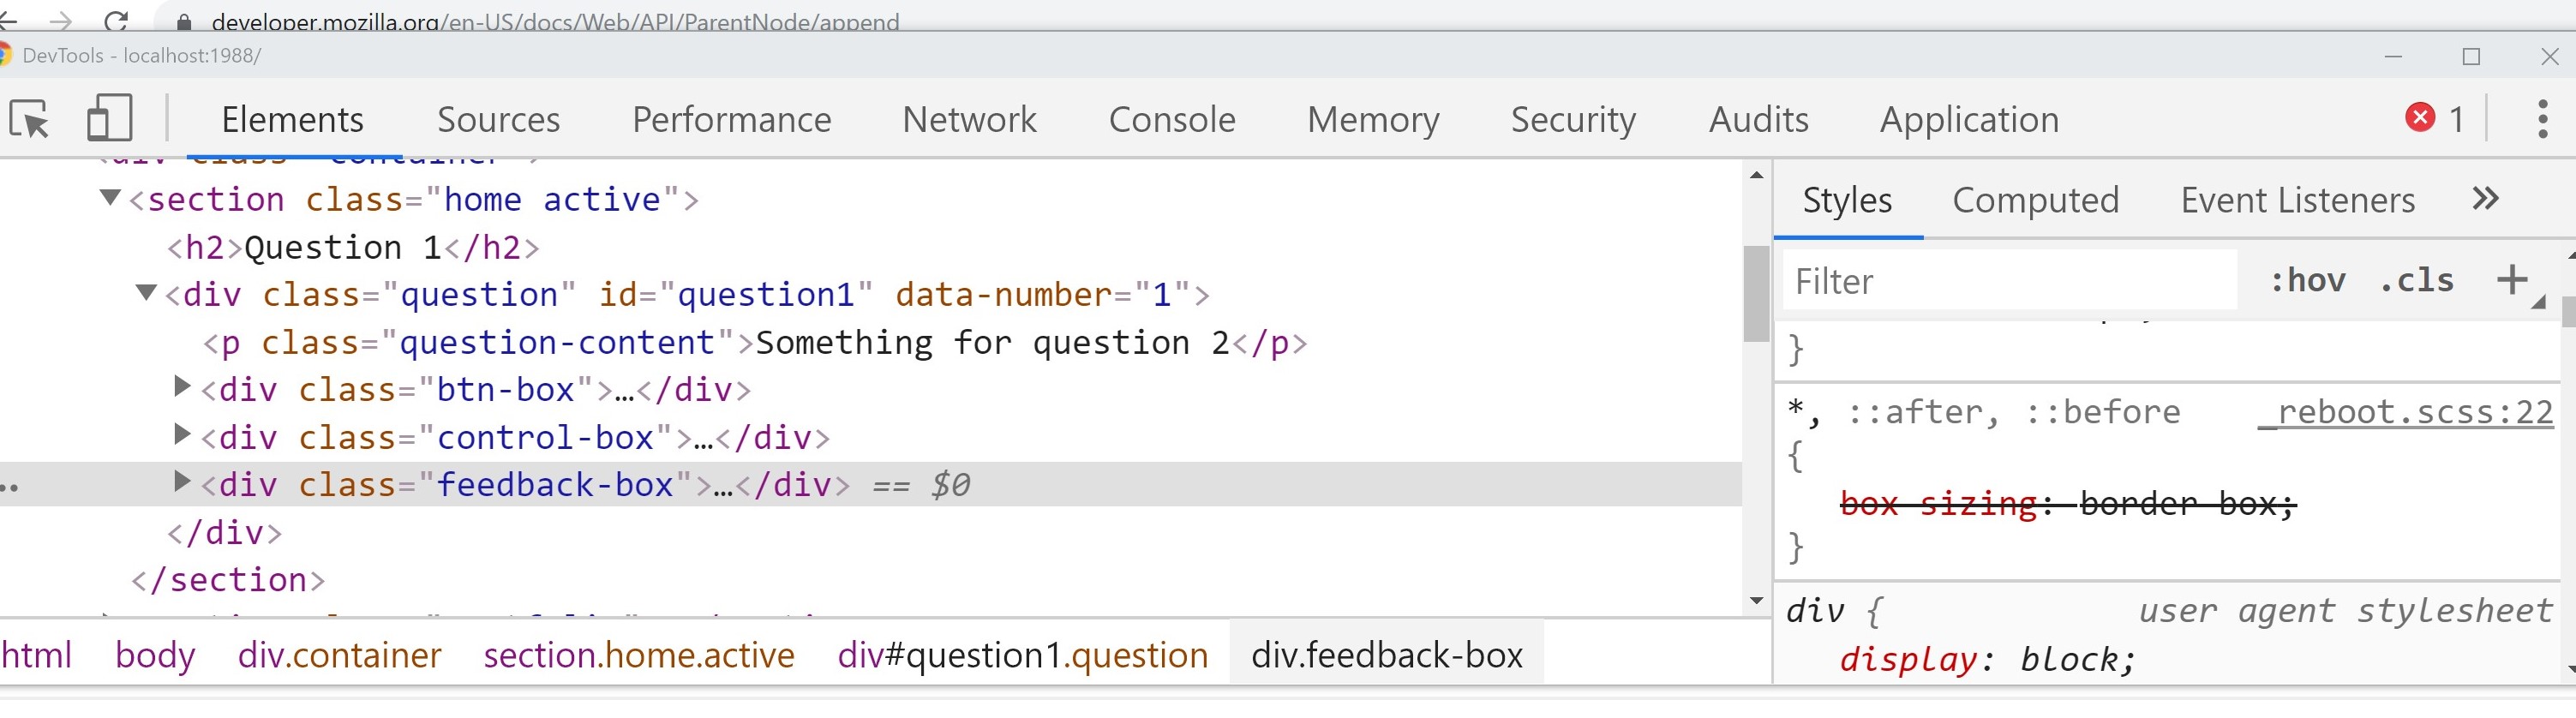 developer.mozilla.org/en-US/docs/Web/API/ParentNode/append
DevTools - localhost:1988/
Elements Sources Performance Network Console Memory Security Audits Application 1
<div class="container">
<section class="home active">
<h2>Question 1</h2>
<div class="question" id="question1" data-number="1">
<p class="question-content">Something for question 2</p>
<div class="btn-box">…</div>
<div class="control-box">…</div>
<div class="feedback-box">…</div> == $0
</div>
</section>
html body div.container section.home.active div#question1.question div.feedback-box
Styles Computed Event Listeners »
Filter :hov .cls +
}
*, ::after, ::before _reboot.scss:22
{
box-sizing: border-box;
}
div { user agent stylesheet
display: block;